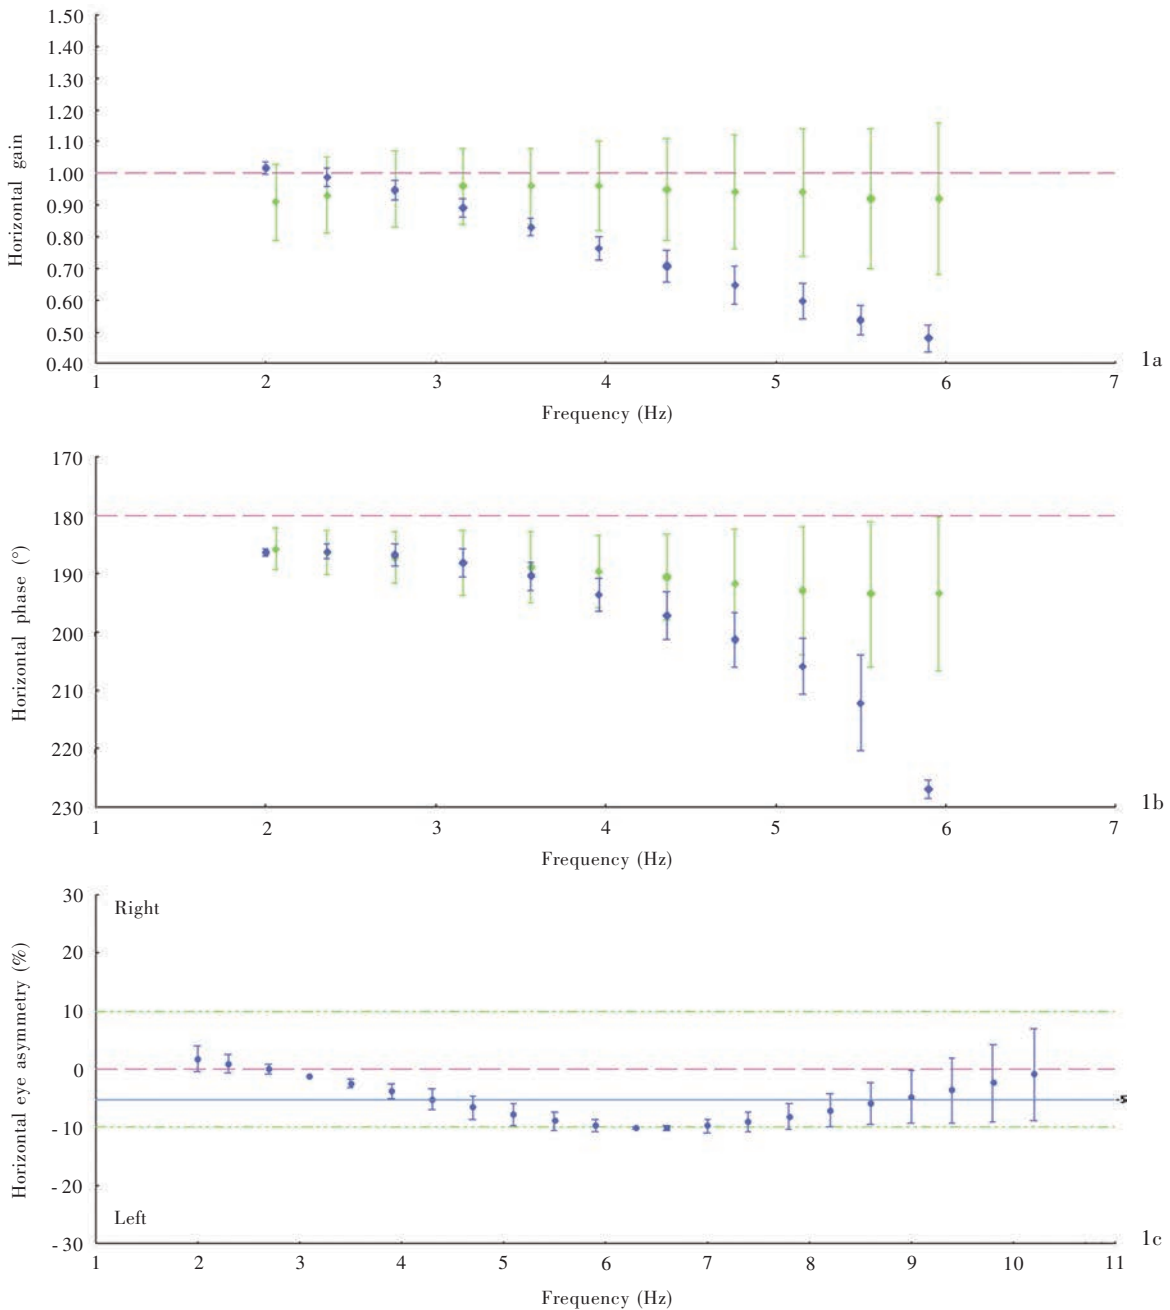 1.50
1.40
1.30
1.20
1.10
1.00
0.90
0.80
0.70
0.60
0.50
0.40
Horizontal gain
1 2 3 4 5 6 7
Frequency (Hz)
1a
170
180
190
200
210
220
230
Horizontal phase (°)
1 2 3 4 5 6 7
Frequency (Hz)
1b
30
20
10
0
-10
-20
-30
Horizontal eye asymmetry (%)
Right
Left
-5
1 2 3 4 5 6 7 8 9 10 11
Frequency (Hz)
1c